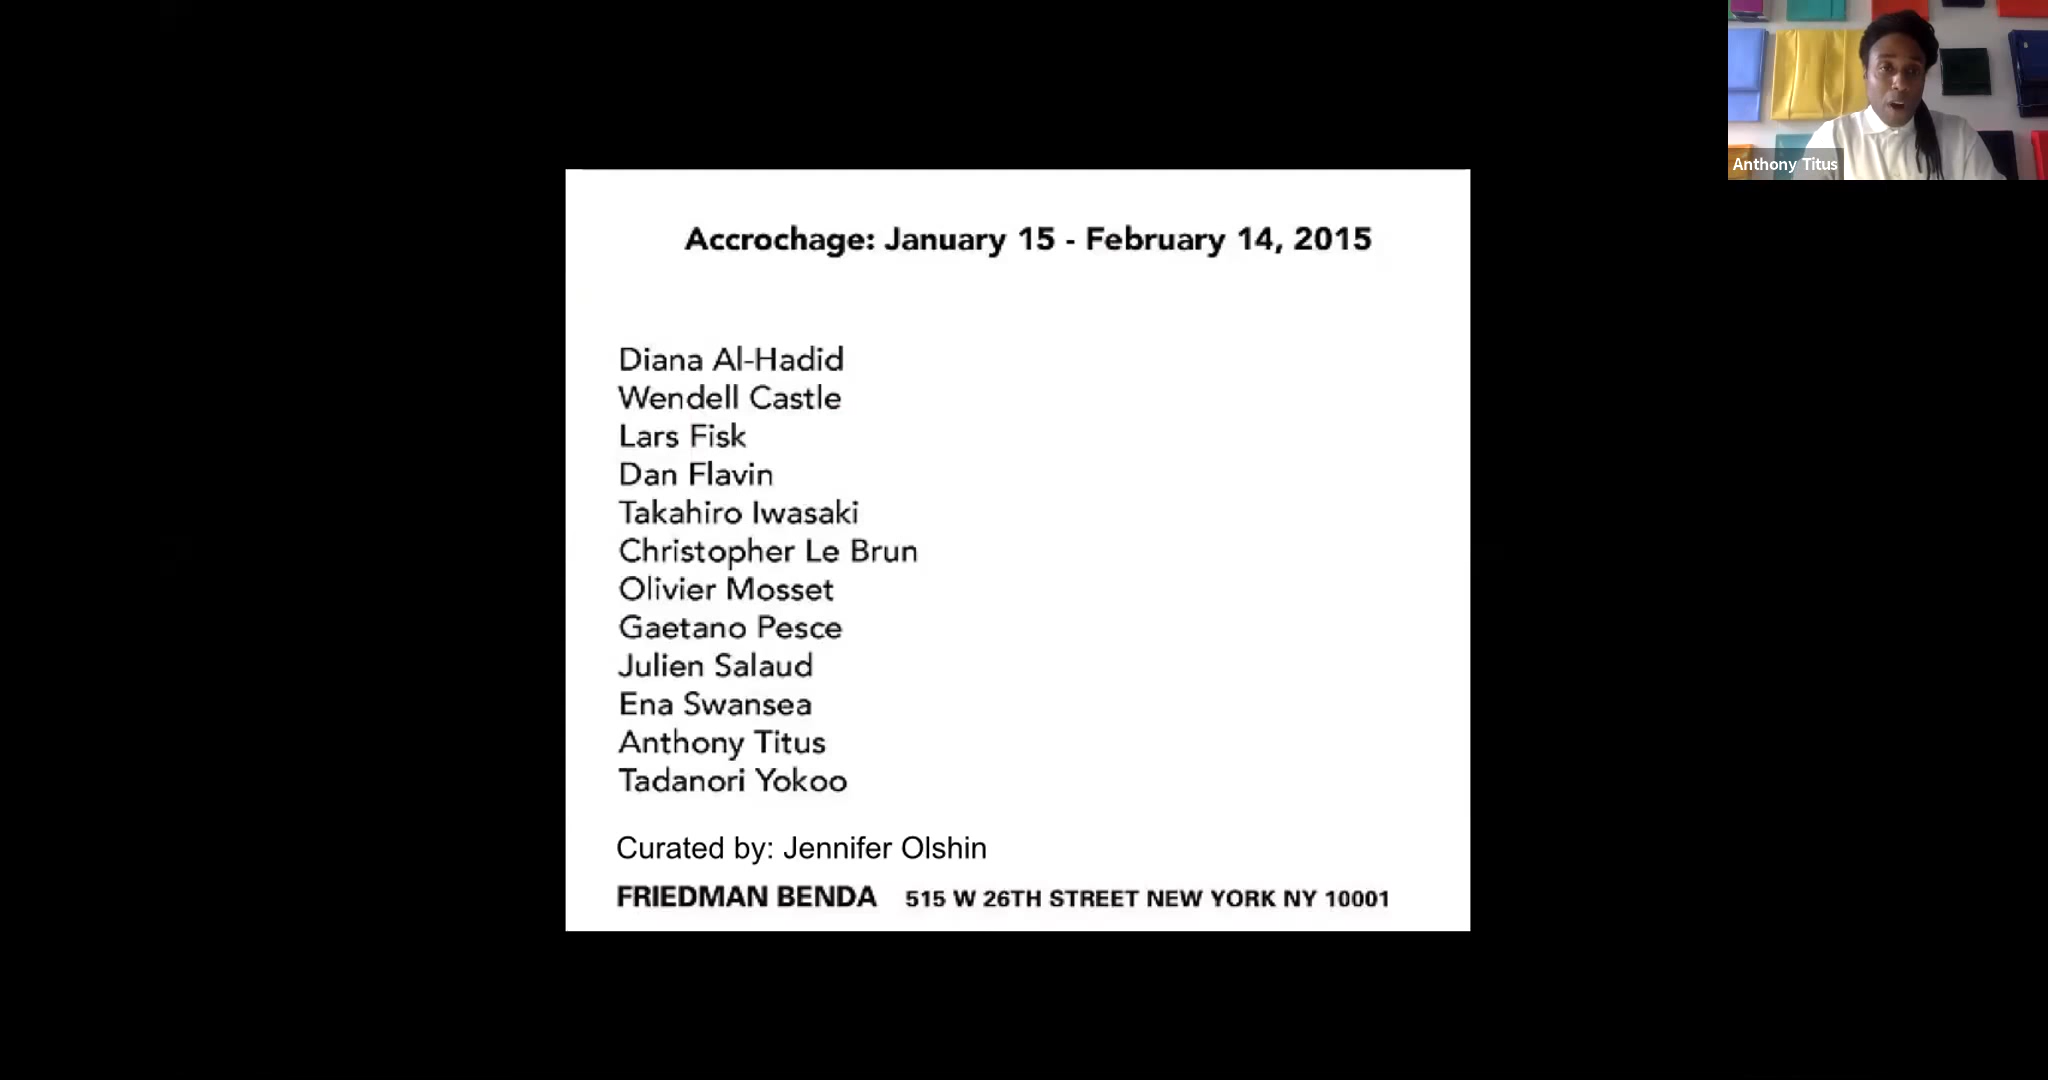 Anthony Titus
Accrochage: January 15 - February 14, 2015
Diana Al-Hadid
Wendell Castle
Lars Fisk
Dan Flavin
Takahiro Iwasaki
Christopher Le Brun
Olivier Mosset
Gaetano Pesce
Julien Salaud
Ena Swansea
Anthony Titus
Tadanori Yokoo
Curated by: Jennifer Olshin
FRIEDMAN BENDA 515 W 26TH STREET NEW YORK NY 10001